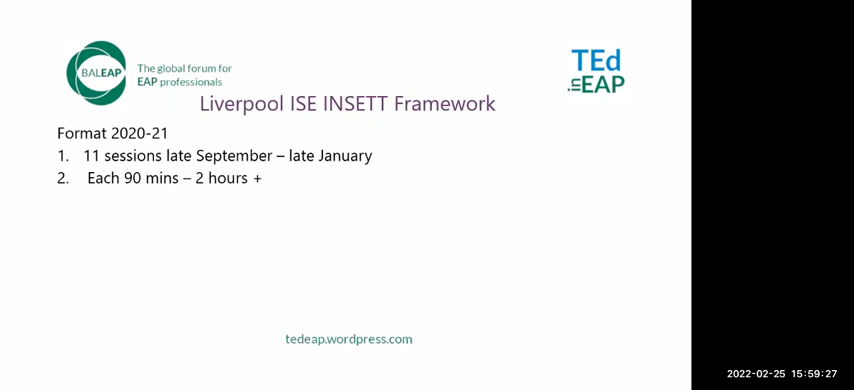 BALEAP
The global forum for
EAP professionals
TEd
.in EAP
Liverpool ISE INSETT Framework
Format 2020-21
1. 11 sessions late September – late January
2. Each 90 mins – 2 hours +
tedeap.wordpress.com
2022-02-25 15:59:27